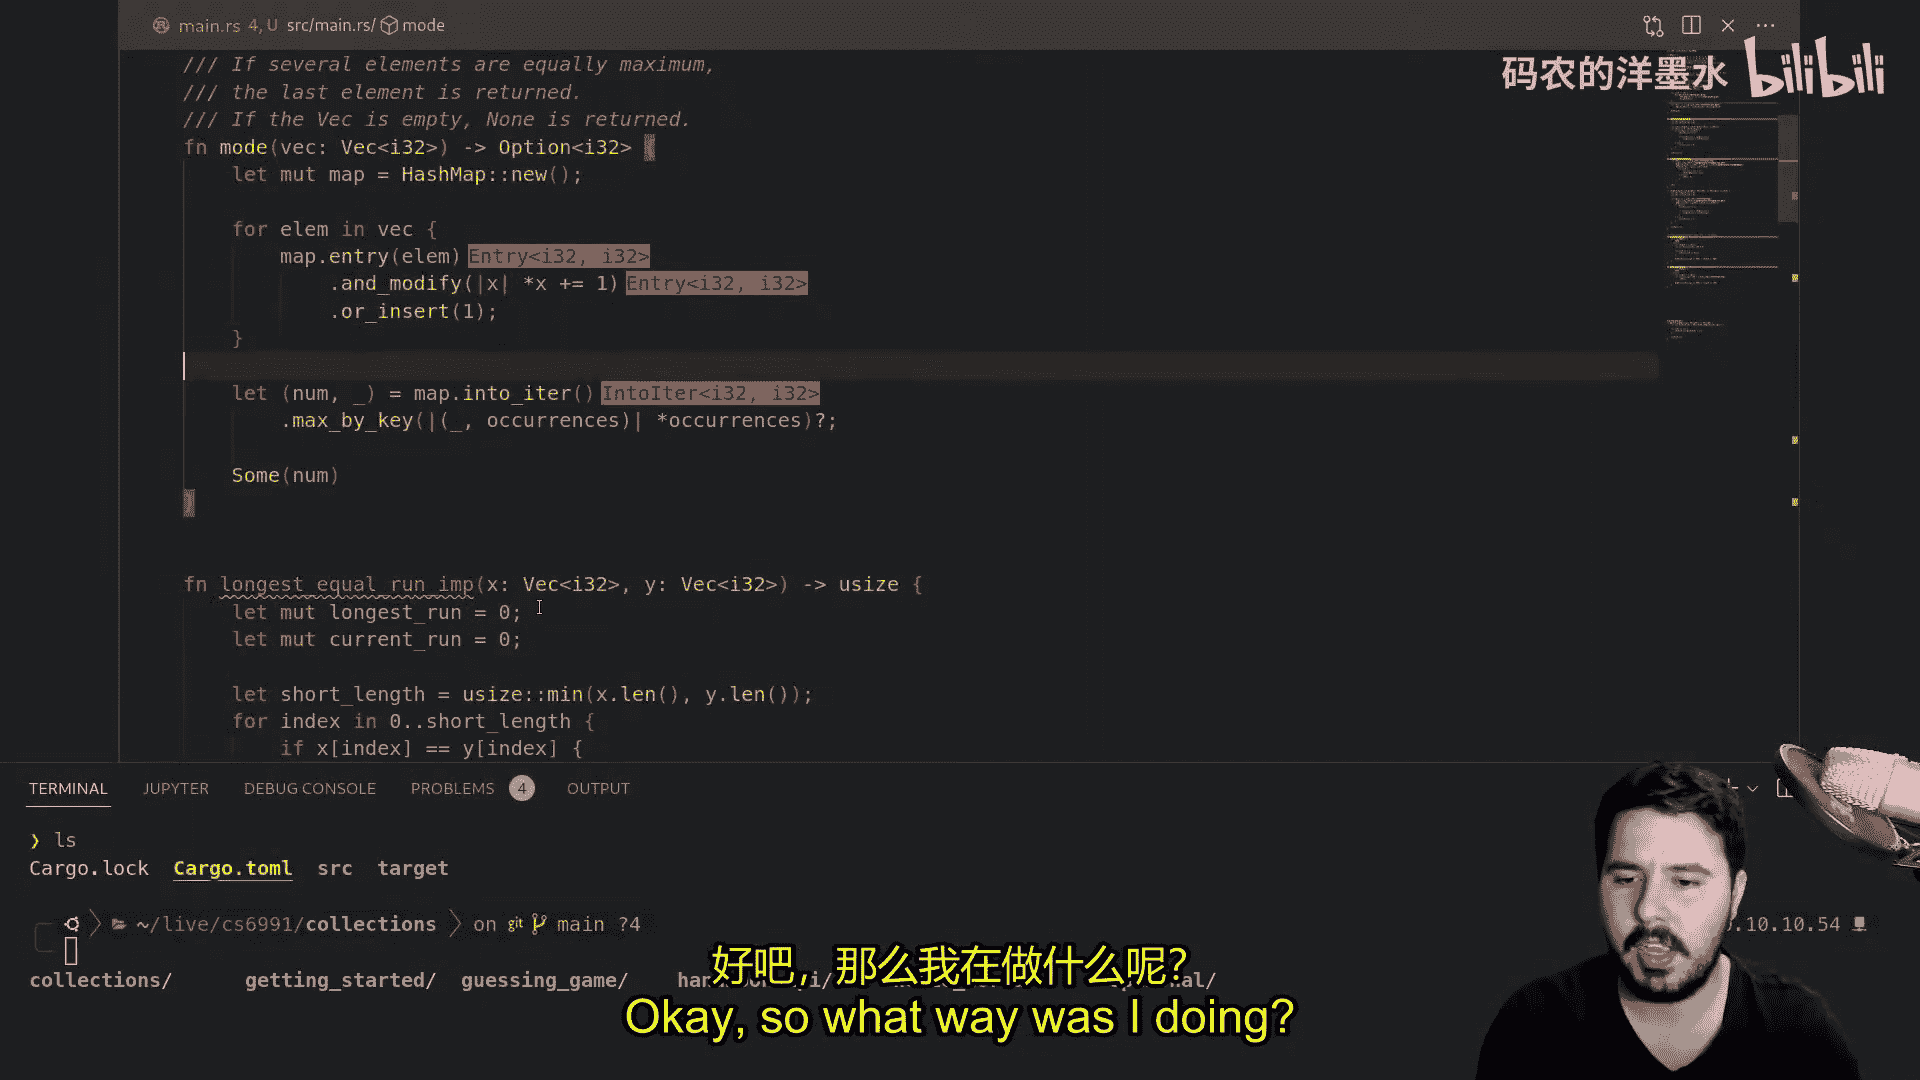 main.rs 4, U src/main.rs/ mode
码农的洋墨水 bilibili
/// If several elements are equally maximum,
/// the last element is returned.
/// If the Vec is empty, None is returned.
fn mode(vec: Vec<i32>) -> Option<i32> {
let mut map = HashMap::new();
for elem in vec {
map.entry(elem) Entry<i32, i32>
.and_modify(|x| *x += 1) Entry<i32, i32>
.or_insert(1);
}
let (num, _) = map.into_iter() IntoIter<i32, i32>
.max_by_key(|(_, occurrences)| *occurrences)?;
Some(num)
}
fn longest_equal_run_imp(x: Vec<i32>, y: Vec<i32>) -> usize {
let mut longest_run = 0;
let mut current_run = 0;
let short_length = usize::min(x.len(), y.len());
for index in 0..short_length {
if x[index] == y[index] {
TERMINAL JUPYTER DEBUG CONSOLE PROBLEMS 4 OUTPUT
❯ ls
Cargo.lock Cargo.toml src target
~/live/cs6991/collections on git main ?4 .10.10.54
collections/ getting_started/ guessing_game/
好吧，那么我在做什么呢？
Okay, so what way was I doing?